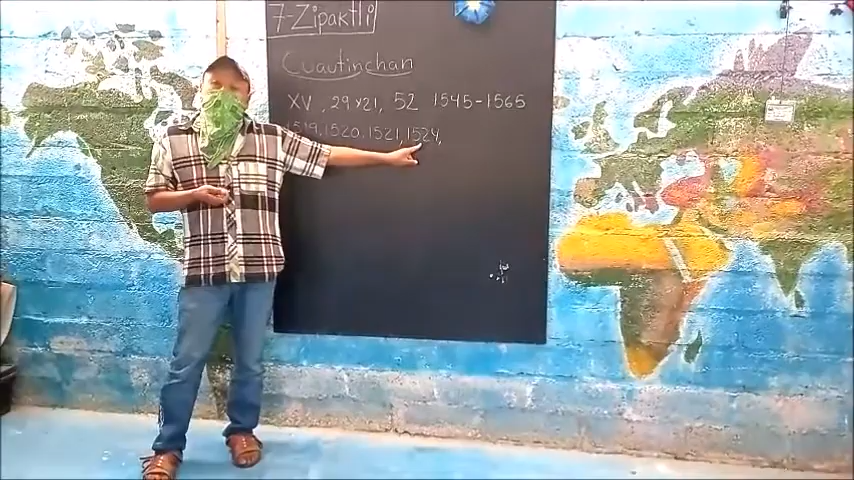 7-Zipaktli
Cuautinchan
XV, 29x21, 52  1545-1565
1519, 1520, 1521, 1524,